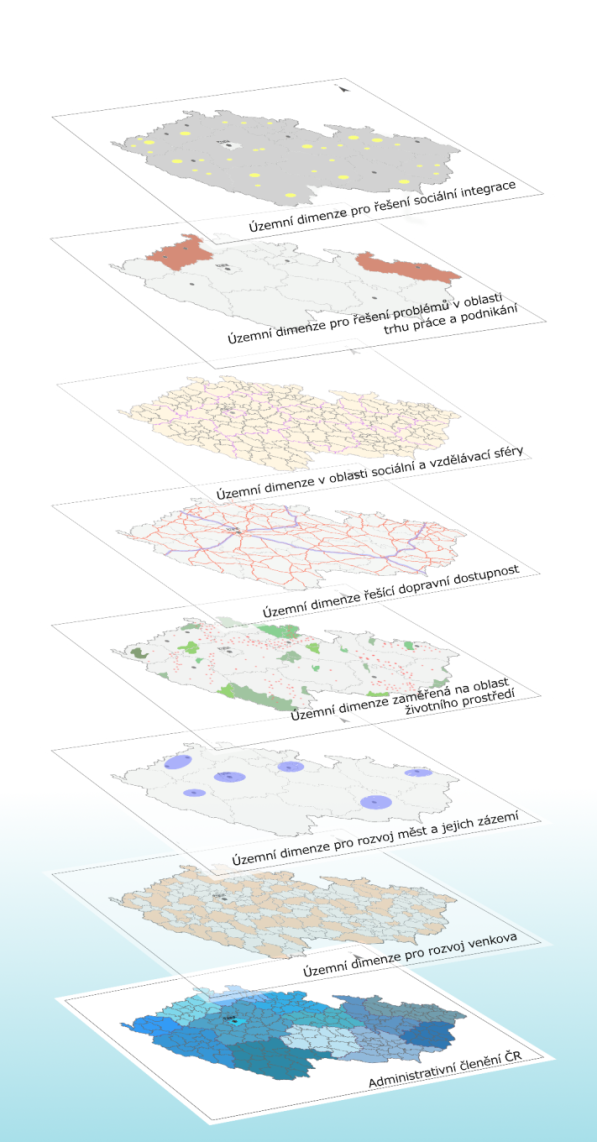 Územní dimenze pro řešení sociální integrace
Územní dimenze pro řešení problémů v oblasti
trhu práce a podnikání
Územní dimenze v oblasti sociální a vzdělávací sféry
Územní dimenze řešící dopravní dostupnost
Územní dimenze zaměřená na oblast
životního prostředí
Územní dimenze pro rozvoj měst a jejich zázemí
Územní dimenze pro rozvoj venkova
Administrativní členění ČR